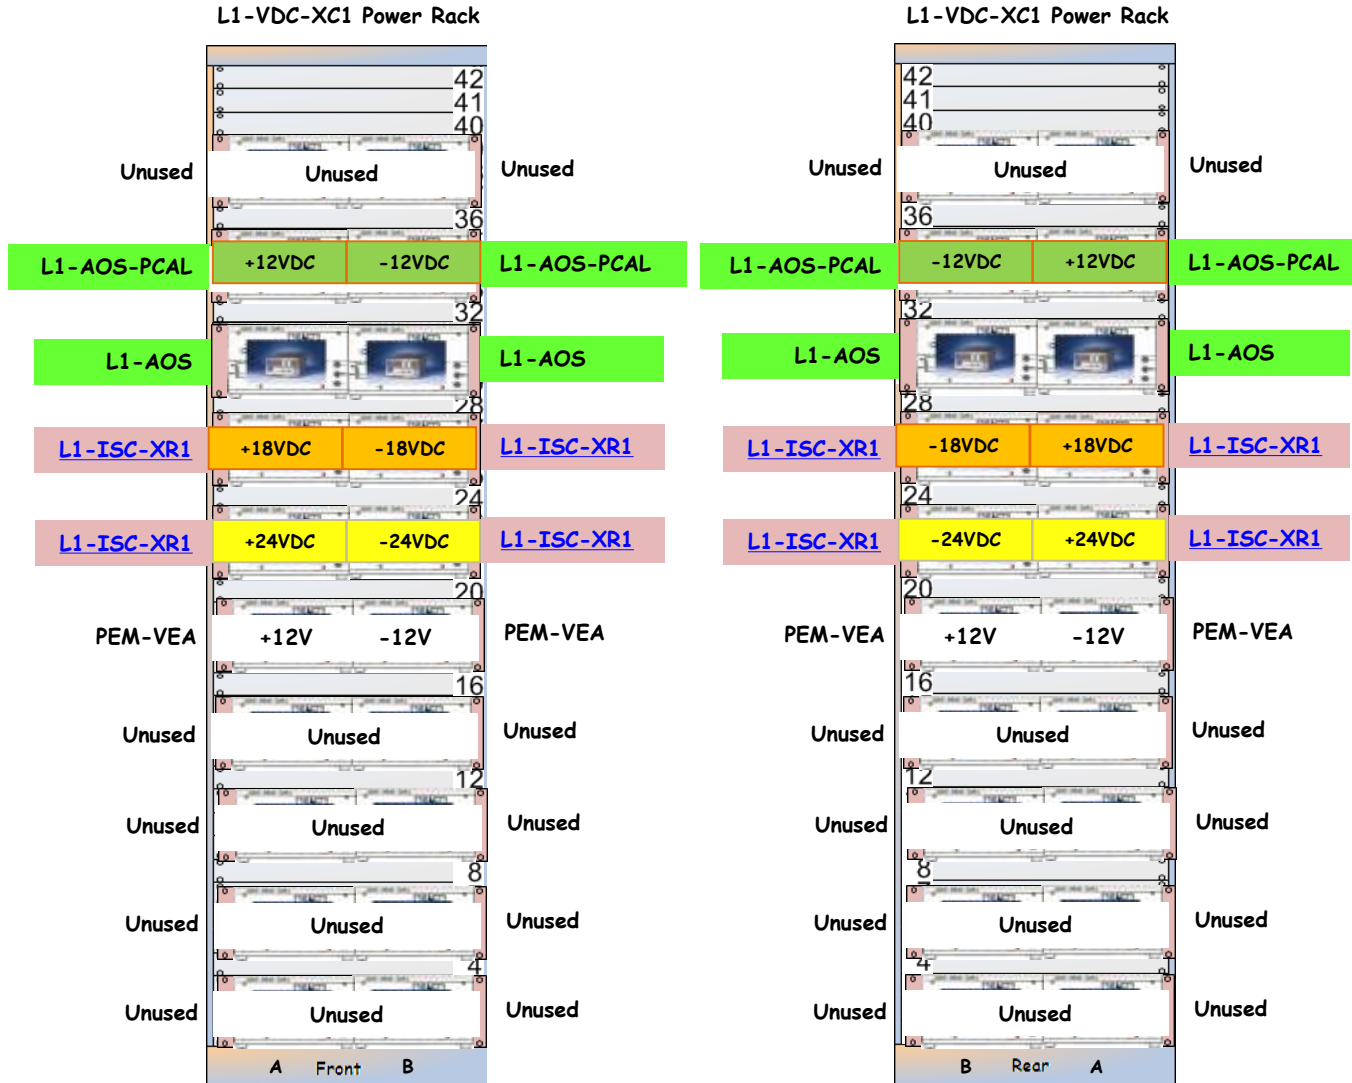 L1-VDC-XC1 Power Rack
42
41
40
Unused Unused Unused
36
L1-AOS-PCAL +12VDC -12VDC L1-AOS-PCAL
32
L1-AOS L1-AOS
28
L1-ISC-XR1 +18VDC -18VDC L1-ISC-XR1
24
L1-ISC-XR1 +24VDC -24VDC L1-ISC-XR1
20
PEM-VEA +12V -12V PEM-VEA
16
Unused Unused Unused
12
Unused Unused Unused
8
Unused Unused Unused
4
Unused Unused Unused
A Front B
L1-VDC-XC1 Power Rack
42
41
40
Unused Unused Unused
36
L1-AOS-PCAL -12VDC +12VDC L1-AOS-PCAL
32
L1-AOS L1-AOS
28
L1-ISC-XR1 -18VDC +18VDC L1-ISC-XR1
24
L1-ISC-XR1 -24VDC +24VDC L1-ISC-XR1
20
PEM-VEA +12V -12V PEM-VEA
16
Unused Unused Unused
12
Unused Unused Unused
8
Unused Unused Unused
4
Unused Unused Unused
B Rear A